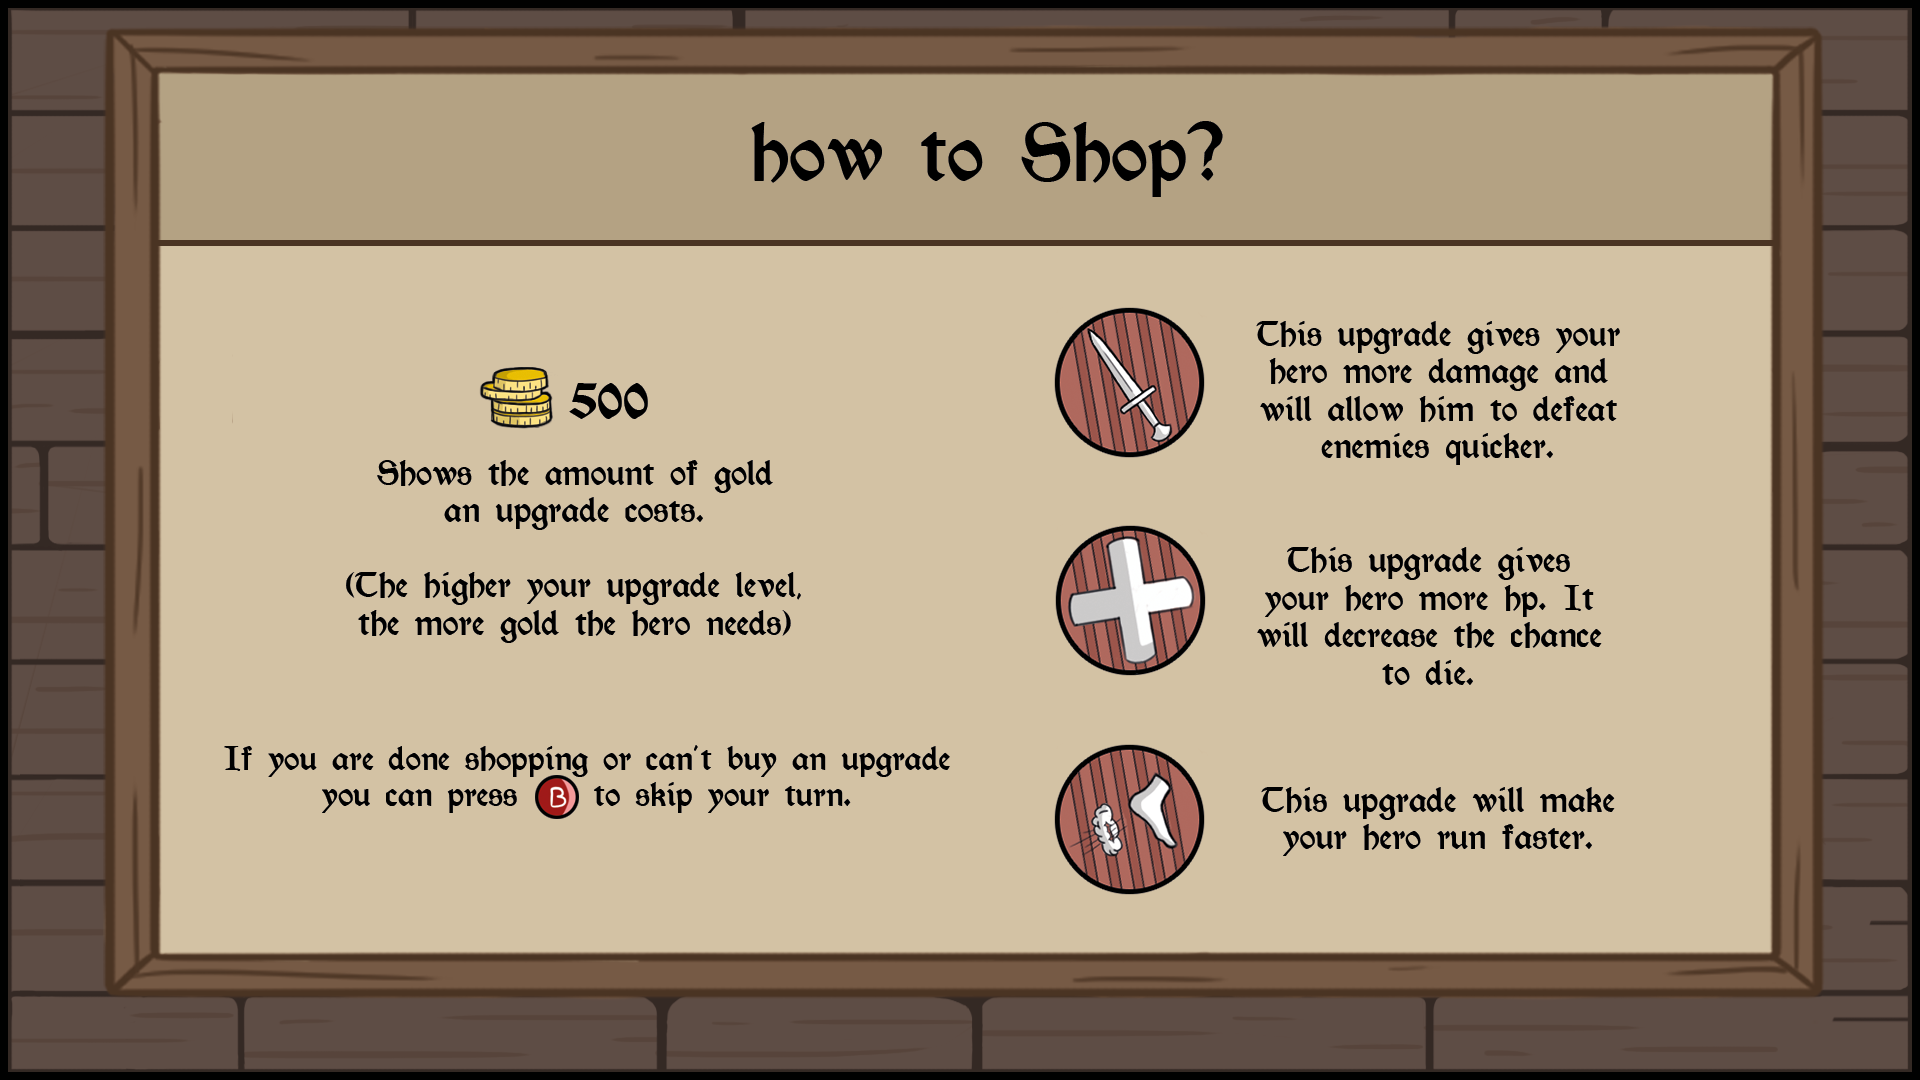 how to Shop?
500
Shows the amount of gold
an upgrade costs.
(The higher your upgrade level,
the more gold the hero needs)
If you are done shopping or can't buy an upgrade
you can press B to skip your turn.
This upgrade gives your
hero more damage and
will allow him to defeat
enemies quicker.
This upgrade gives
your hero more hp. It
will decrease the chance
to die.
This upgrade will make
your hero run faster.